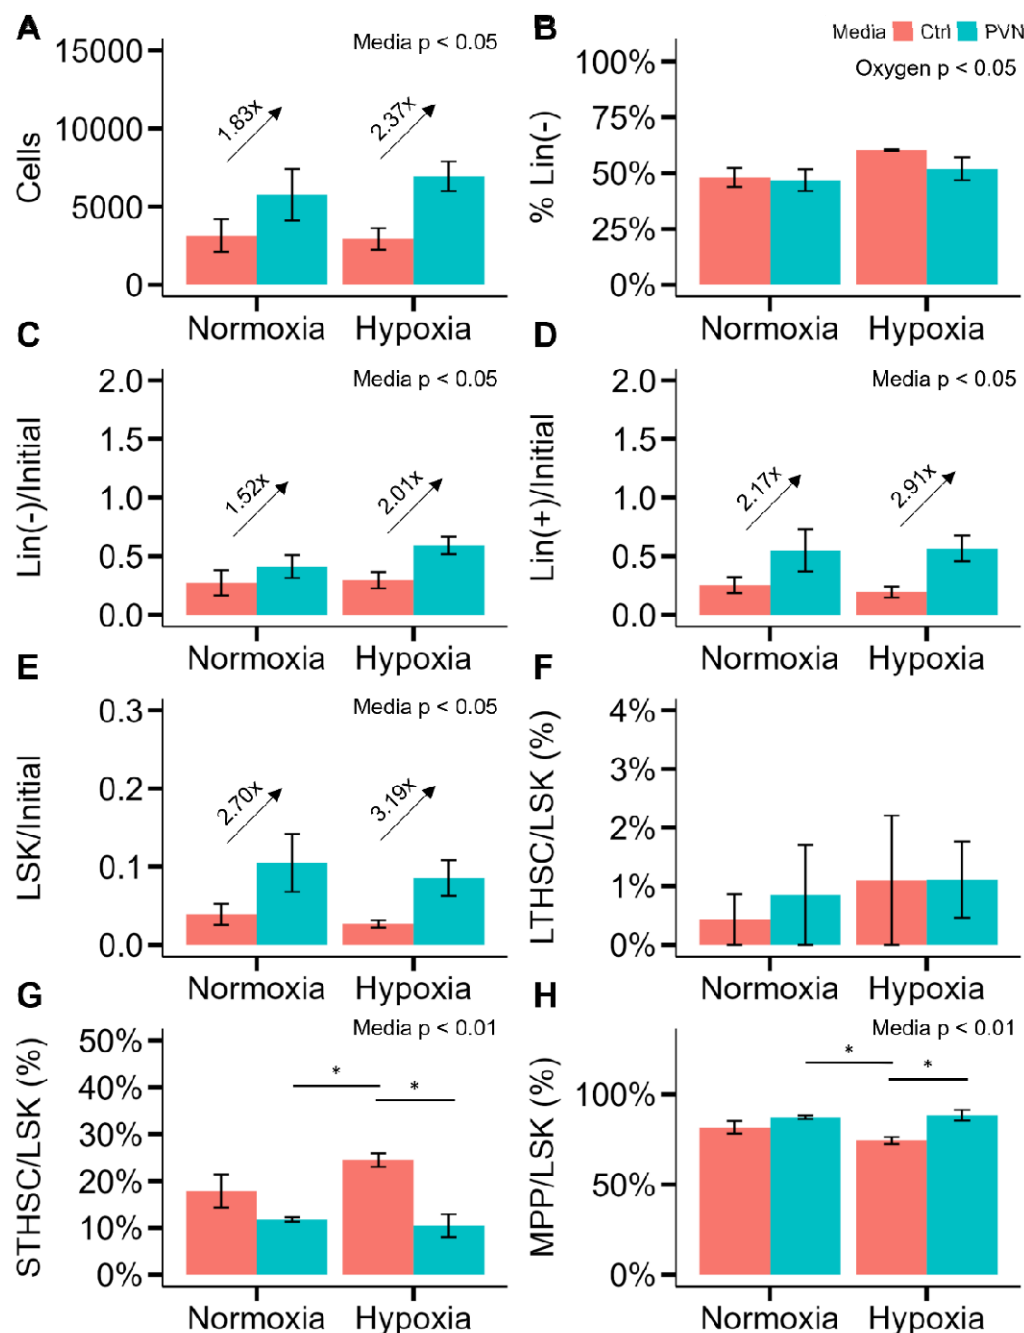 A
Media p < 0.05
15000
10000
5000
0
Cells
1.83x
2.37x
Normoxia
Hypoxia
B
Media Ctrl PVN
Oxygen p < 0.05
100%
75%
50%
25%
0%
% Lin(-)
Normoxia
Hypoxia
C
Media p < 0.05
2.0
1.5
1.0
0.5
0.0
Lin(-)/Initial
1.52x
2.01x
Normoxia
Hypoxia
D
Media p < 0.05
2.0
1.5
1.0
0.5
0.0
Lin(+)/Initial
2.17x
2.91x
Normoxia
Hypoxia
E
Media p < 0.05
0.3
0.2
0.1
0.0
LSK/Initial
2.70x
3.19x
Normoxia
Hypoxia
F
4%
3%
2%
1%
0%
LTHSC/LSK (%)
Normoxia
Hypoxia
G
Media p < 0.01
50%
40%
30%
20%
10%
0%
STHSC/LSK (%)
*
*
Normoxia
Hypoxia
H
Media p < 0.01
100%
50%
0%
MPP/LSK (%)
*
*
Normoxia
Hypoxia